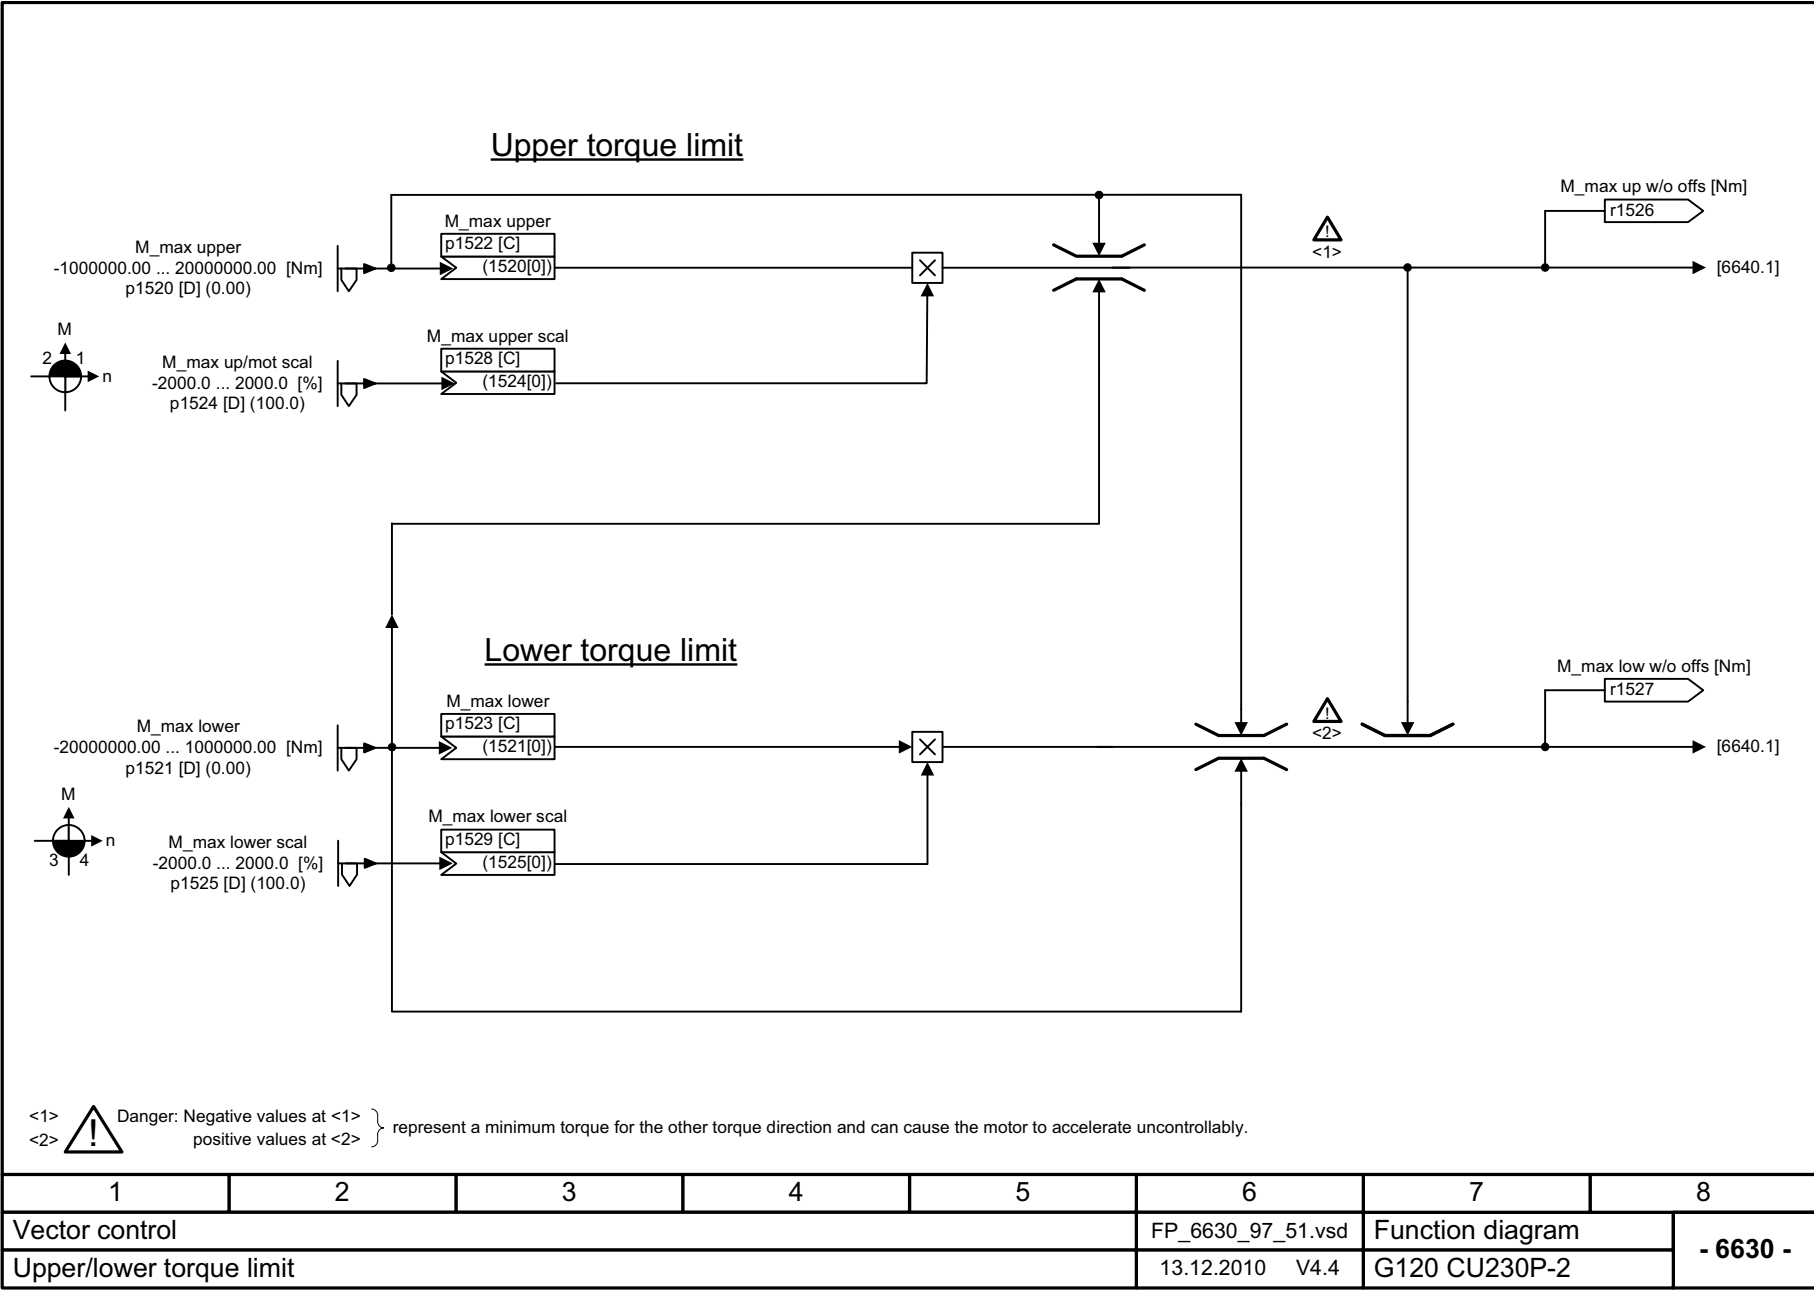 Upper torque limit
M_max up w/o offs [Nm]
r1526
M_max upper
p1522 [C]
(1520[0])
M_max upper
-1000000.00 ... 20000000.00 [Nm]
p1520 [D] (0.00)
<1>
[6640.1]
M
2 1
n
M_max upper scal
p1528 [C]
(1524[0])
M_max up/mot scal
-2000.0 ... 2000.0 [%]
p1524 [D] (100.0)
Lower torque limit
M_max low w/o offs [Nm]
r1527
M_max lower
p1523 [C]
(1521[0])
M_max lower
-20000000.00 ... 1000000.00 [Nm]
p1521 [D] (0.00)
<2>
[6640.1]
M
n
3 4
M_max lower scal
p1529 [C]
(1525[0])
M_max lower scal
-2000.0 ... 2000.0 [%]
p1525 [D] (100.0)
<1> Danger: Negative values at <1>
<2> positive values at <2>
represent a minimum torque for the other torque direction and can cause the motor to accelerate uncontrollably.
1 2 3 4 5 6 7 8
Vector control
FP_6630_97_51.vsd
Function diagram
- 6630 -
Upper/lower torque limit
13.12.2010 V4.4
G120 CU230P-2